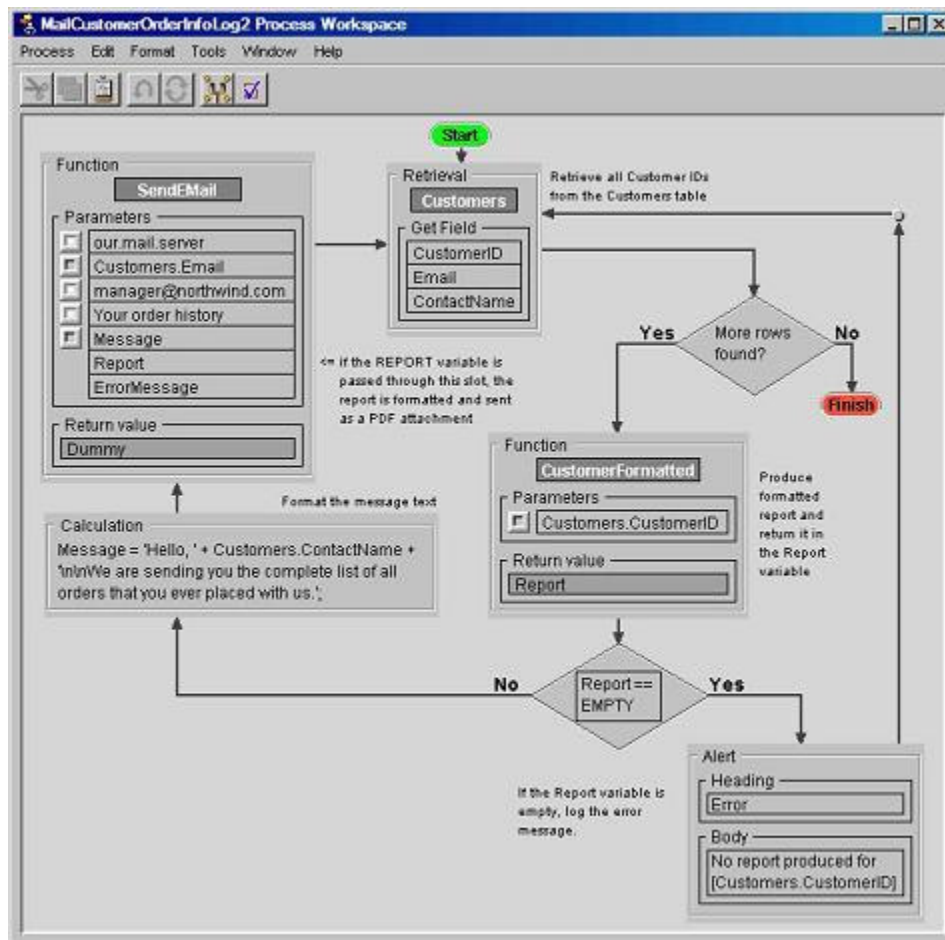 MailCustomerOrderInfoLog2 Process Workspace
Process Edit Format Tools Window Help
Start
Function
SendEMail
Parameters
our.mail.server
Customers.Email
manager@northwind.com
Your order history
Message
Report
ErrorMessage
Return value
Dummy
Retrieval
Customers
Get Field
CustomerID
Email
ContactName
Retrieve all Customer IDs
from the Customers table
<= if the REPORT variable is
passed through this slot, the
report is formatted and sent
as a PDF attachment
Yes
More rows
found?
No
Finish
Function
CustomerFormatted
Parameters
Customers.CustomerID
Return value
Report
Produce
formatted
report and
return it in
the Report
variable
Format the message text
Calculation
Message = 'Hello, ' + Customers.ContactName +
'\n\nWe are sending you the complete list of all
orders that you ever placed with us.';
No
Report ==
EMPTY
Yes
If the Report variable is
empty, log the error
message.
Alert
Heading
Error
Body
No report produced for
[Customers.CustomerID]